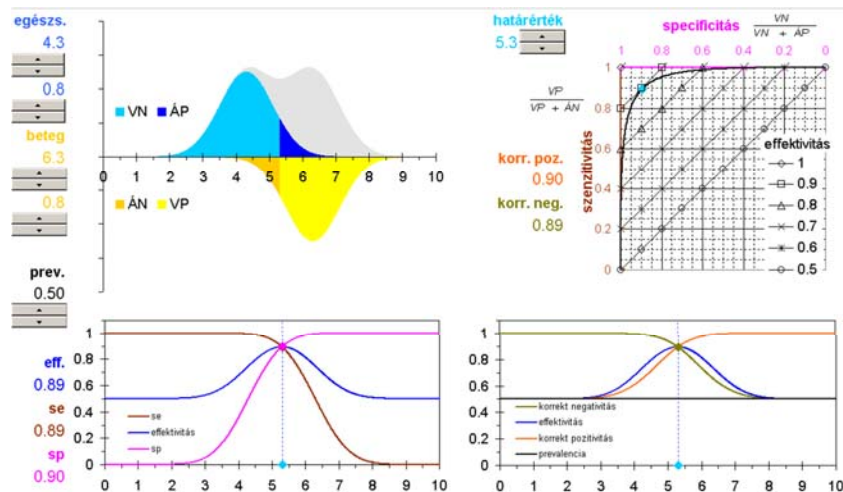 egészs.
4.3
0.8
beteg
6.3
0.8
prev.
0.50
eff.
0.89
se
0.89
sp
0.90
VN ÁP
0 1 2 3 4 5 6 7 8 9 10
ÁN VP
határérték
5.3
specificitás VN
VN + ÁP
1 0.8 0.6 0.4 0.2 0
VP
VP + ÁN
szenzitivitás
1
0.8
0.6
0.4
0.2
0
korr. poz.
0.90
korr. neg.
0.89
effektivitás
1
0.9
0.8
0.7
0.6
0.5
1
0.8
0.6
0.4
0.2
0
se
effektivitás
sp
0 1 2 3 4 5 6 7 8 9 10
1
0.8
0.6
0.4
0.2
0
korrekt negativitás
effektivitás
korrekt pozitivitás
prevalencia
0 1 2 3 4 5 6 7 8 9 10